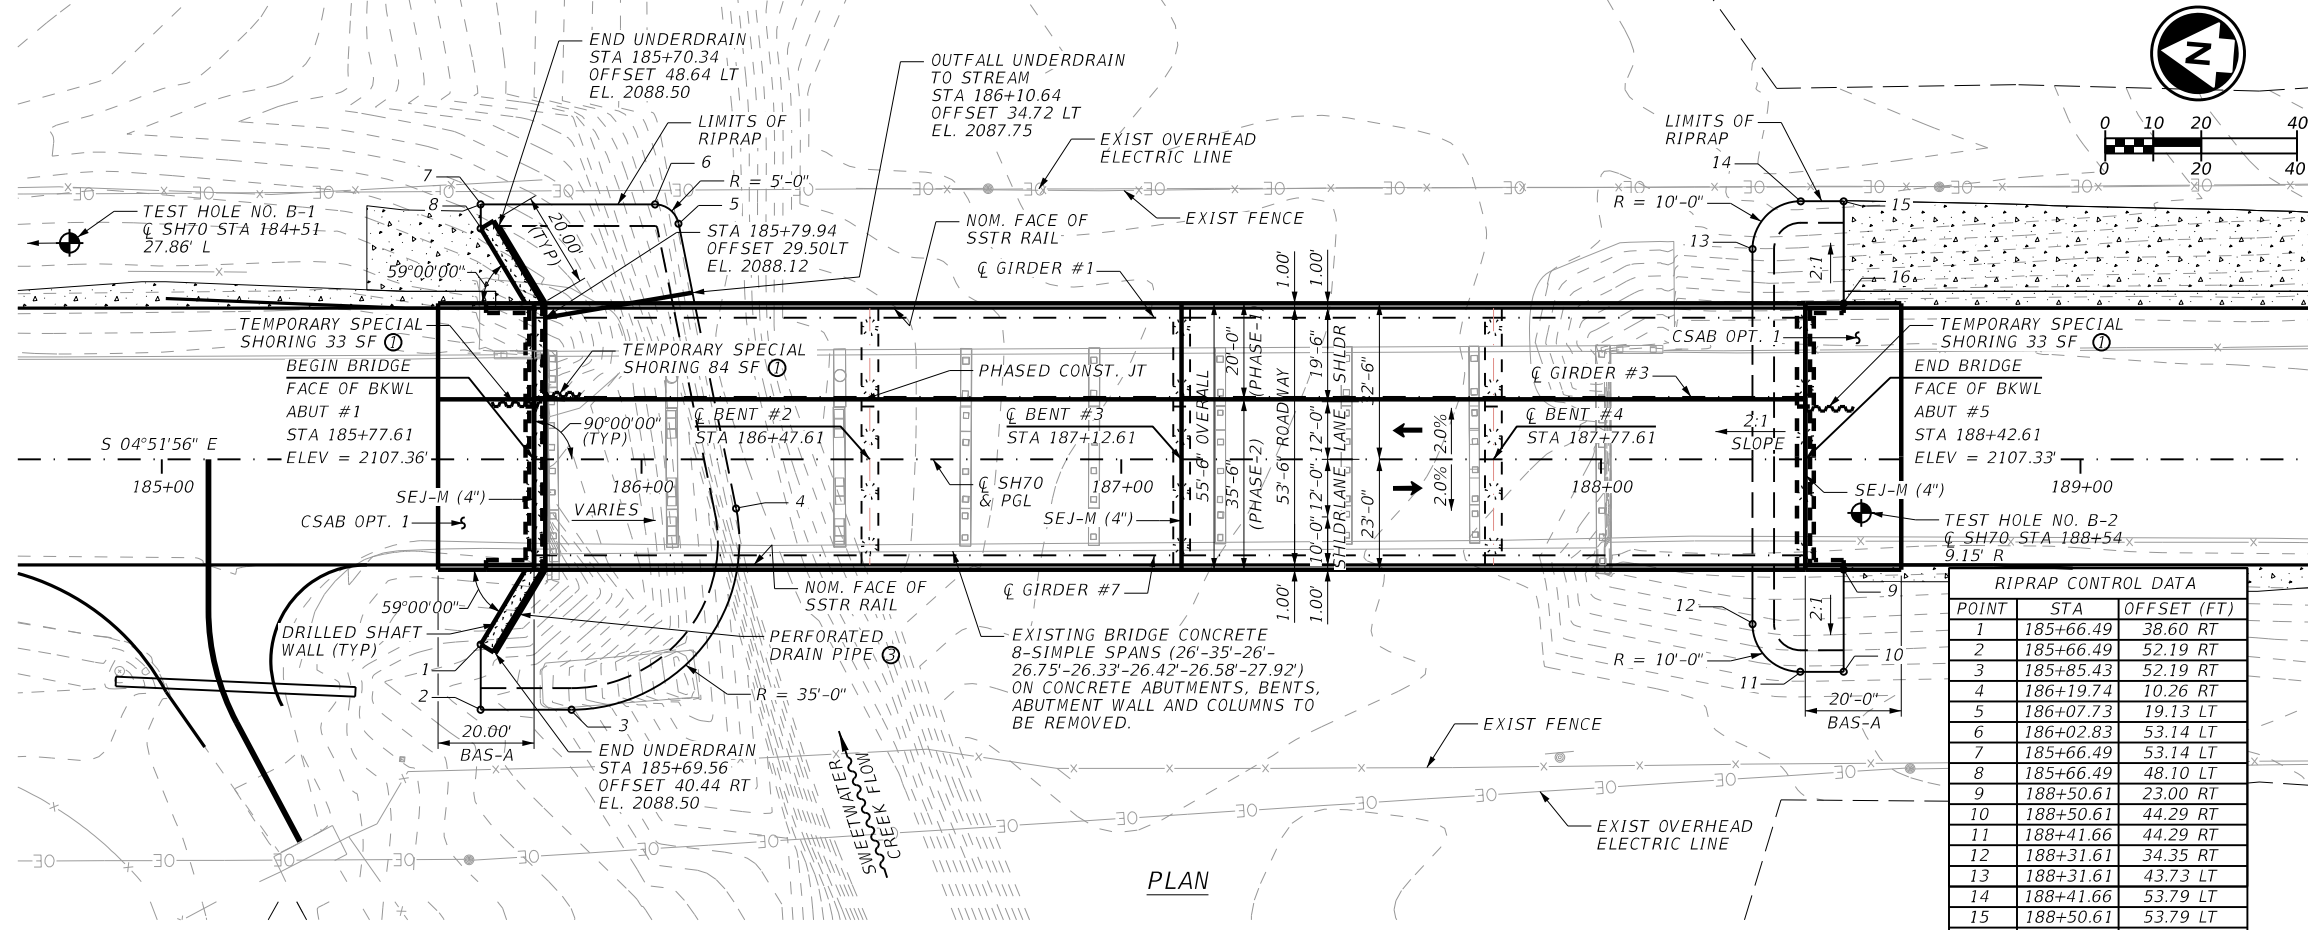 END UNDERDRAIN
STA 185+70.34
OFFSET 48.64 LT
EL. 2088.50
OUTFALL UNDERDRAIN
TO STREAM
STA 186+10.64
OFFSET 34.72 LT
EL. 2087.75
LIMITS OF
RIPRAP
EXIST OVERHEAD
ELECTRIC LINE
LIMITS OF
RIPRAP
N
0 10 20 40
0 20 40
7
8
6
R = 5'-0"
5
20.00'
(TYP)
14
R = 10'-0"
15
13
16
2:1
TEST HOLE NO. B-1
℄ SH70 STA 184+51
27.86' L
59°00'00"
STA 185+79.94
OFFSET 29.50LT
EL. 2088.12
NOM. FACE OF
SSTR RAIL
EXIST FENCE
℄ GIRDER #1
1.00'
1.00'
TEMPORARY SPECIAL
SHORING 33 SF 1
BEGIN BRIDGE
FACE OF BKWL
ABUT #1
STA 185+77.61
ELEV = 2107.36'
TEMPORARY SPECIAL
SHORING 84 SF 1
PHASED CONST. JT
CSAB OPT. 1
℄ GIRDER #3
TEMPORARY SPECIAL
SHORING 33 SF 1
END BRIDGE
FACE OF BKWL
ABUT #5
STA 188+42.61
ELEV = 2107.33'
S 04°51'56" E
90°00'00"
(TYP)
℄ BENT #2
STA 186+47.61
℄ BENT #3
STA 187+12.61
℄ BENT #4
STA 187+77.61
55'-6" OVERALL
20'-0"
(PHASE-1)
35'-6"
(PHASE-2)
53'-6" ROADWAY
19'-6"
SHLDR
12'-0"
LANE
12'-0"
LANE
10'-0"
SHLDR
23'-0"
2.0%
2.0%
2:1
SLOPE
185+00
186+00
187+00
188+00
189+00
SEJ-M (4")
CSAB OPT. 1
VARIES
4
℄ SH70
& PGL
SEJ-M (4")
SEJ-M (4")
TEST HOLE NO. B-2
℄ SH70 STA 188+54
9.15' R
59°00'00"
DRILLED SHAFT
WALL (TYP)
1
2
3
NOM. FACE OF
SSTR RAIL
℄ GIRDER #7
1.00'
1.00'
PERFORATED
DRAIN PIPE 3
R = 35'-0"
EXISTING BRIDGE CONCRETE
8-SIMPLE SPANS (26'-35'-26'-
26.75'-26.33'-26.42'-26.58'-27.92')
ON CONCRETE ABUTMENTS, BENTS,
ABUTMENT WALL AND COLUMNS TO
BE REMOVED.
12
R = 10'-0"
11
2:1
9
10
20'-0"
BAS-A
20.00'
BAS-A
END UNDERDRAIN
STA 185+69.56
OFFSET 40.44 RT
EL. 2088.50
SWEETWATER
CREEK FLOW
EXIST FENCE
EXIST OVERHEAD
ELECTRIC LINE
PLAN
RIPRAP CONTROL DATA
POINT STA OFFSET (FT)
1 185+66.49 38.60 RT
2 185+66.49 52.19 RT
3 185+85.43 52.19 RT
4 186+19.74 10.26 RT
5 186+07.73 19.13 LT
6 186+02.83 53.14 LT
7 185+66.49 53.14 LT
8 185+66.49 48.10 LT
9 188+50.61 23.00 RT
10 188+50.61 44.29 RT
11 188+41.66 44.29 RT
12 188+31.61 34.35 RT
13 188+31.61 43.73 LT
14 188+41.66 53.79 LT
15 188+50.61 53.79 LT